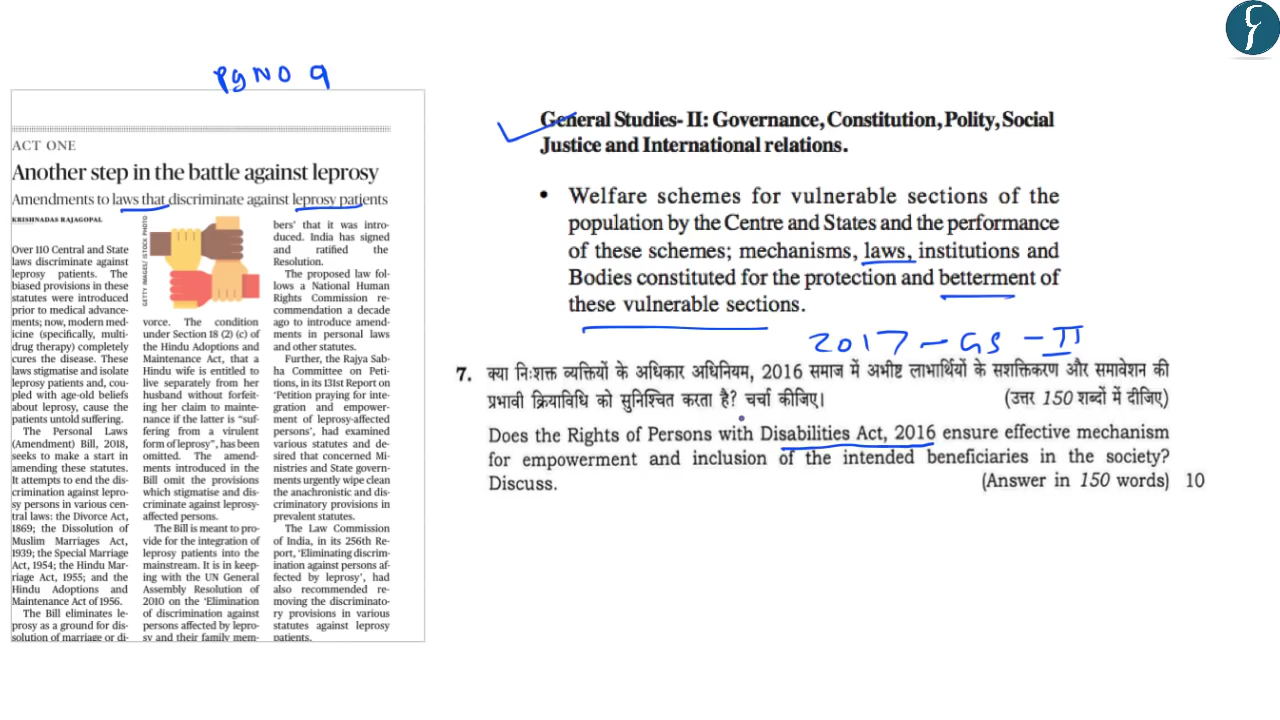 Pg NO 9
ACT ONE
Another step in the battle against leprosy
Amendments to laws that discriminate against leprosy patients
KRISHNADAS RAJAGOPAL
Over 110 Central and State
laws discriminate against
leprosy patients. The
biased provisions in these
statutes were introduced
prior to medical advance-
ments; now, modern med-
icine (specifically, multi-
drug therapy) completely
cures the disease. These
laws stigmatise and isolate
leprosy patients and, cou-
pled with age-old beliefs
about leprosy, cause the
patients untold suffering.
The Personal Laws
(Amendment) Bill, 2018,
seeks to make a start in
amending these statutes.
It attempts to end the dis-
crimination against lepro-
sy persons in various cen-
tral laws: the Divorce Act,
1869; the Dissolution of
Muslim Marriages Act,
1939; the Special Marriage
Act, 1954; the Hindu Mar-
riage Act, 1955; and the
Hindu Adoptions and
Maintenance Act of 1956.
The Bill eliminates le-
prosy as a ground for dis-
solution of marriage or di-
GETTY IMAGES/ ISTOCK PHOTO
vorce. The condition
under Section 18 (2) (c) of
the Hindu Adoptions and
Maintenance Act, that a
Hindu wife is entitled to
live separately from her
husband without forfeit-
ing her claim to mainte-
nance if the latter is “suf-
fering from a virulent
form of leprosy”, has been
omitted. The amend-
ments introduced in the
Bill omit the provisions
which stigmatise and dis-
criminate against leprosy-
affected persons.
The Bill is meant to pro-
vide for the integration of
leprosy patients into the
mainstream. It is in keep-
ing with the UN General
Assembly Resolution of
2010 on the ‘Elimination
of discrimination against
persons affected by lepro-
sy and their family mem-
bers’ that it was intro-
duced. India has signed
and ratified the
Resolution.
The proposed law fol-
lows a National Human
Rights Commission re-
commendation a decade
ago to introduce amend-
ments in personal laws
and other statutes.
Further, the Rajya Sab-
ha Committee on Peti-
tions, in its 131st Report on
‘Petition praying for inte-
gration and empower-
ment of leprosy-affected
persons’, had examined
various statutes and de-
sired that concerned Mi-
nistries and State govern-
ments urgently wipe clean
the anachronistic and dis-
criminatory provisions in
prevalent statutes.
The Law Commission
of India, in its 256th Re-
port, ‘Eliminating discrim-
ination against persons af-
fected by leprosy’, had
also recommended re-
moving the discriminato-
ry provisions in various
statutes against leprosy
patients.
General Studies- II: Governance, Constitution, Polity, Social
Justice and International relations.
• Welfare schemes for vulnerable sections of the
population by the Centre and States and the performance
of these schemes; mechanisms, laws, institutions and
Bodies constituted for the protection and betterment of
these vulnerable sections.
2017 - GS - II
7. क्या निःशक्त व्यक्तियों के अधिकार अधिनियम, 2016 समाज में अभीष्ट लाभार्थियों के सशक्तिकरण और समावेशन की
प्रभावी क्रियाविधि को सुनिश्चित करता है? चर्चा कीजिए। (उत्तर 150 शब्दों में दीजिए)
Does the Rights of Persons with Disabilities Act, 2016 ensure effective mechanism
for empowerment and inclusion of the intended beneficiaries in the society?
Discuss. (Answer in 150 words) 10